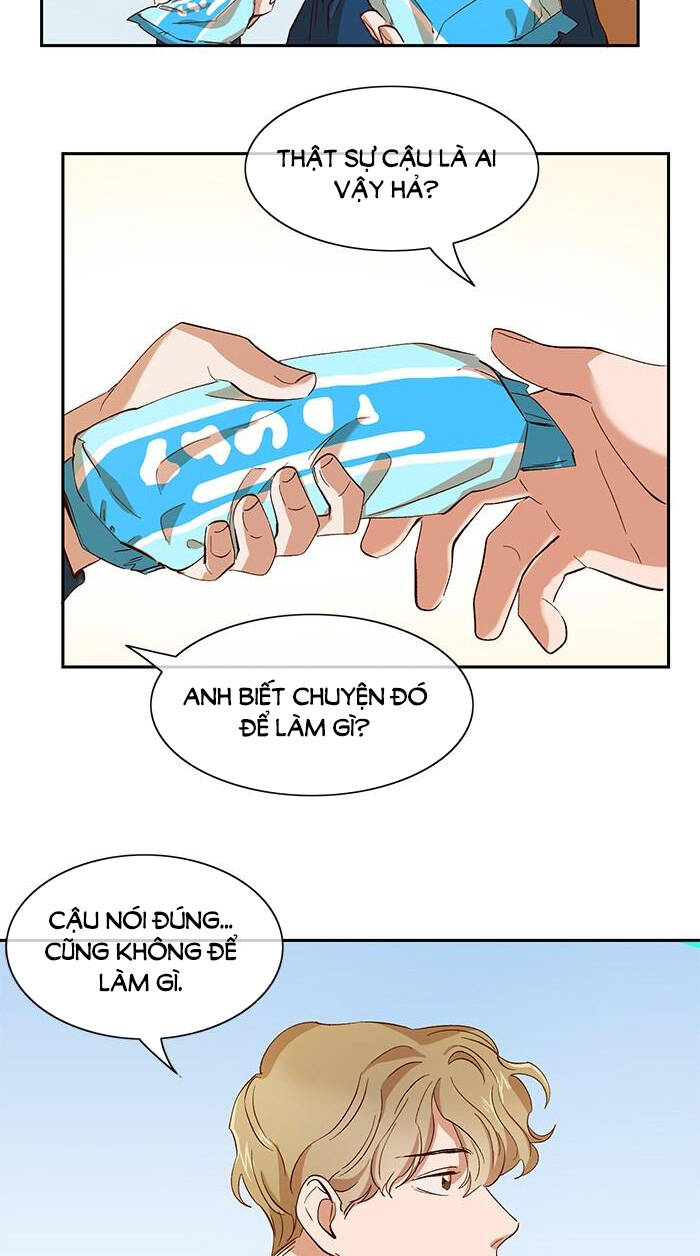 THẬT SỰ CẬU LÀ AI
VẬY HẢ?
ANH BIẾT CHUYỆN ĐÓ
ĐỂ LÀM GÌ?
CẬU NÓI ĐÚNG...
CŨNG KHÔNG ĐỂ
LÀM GÌ.